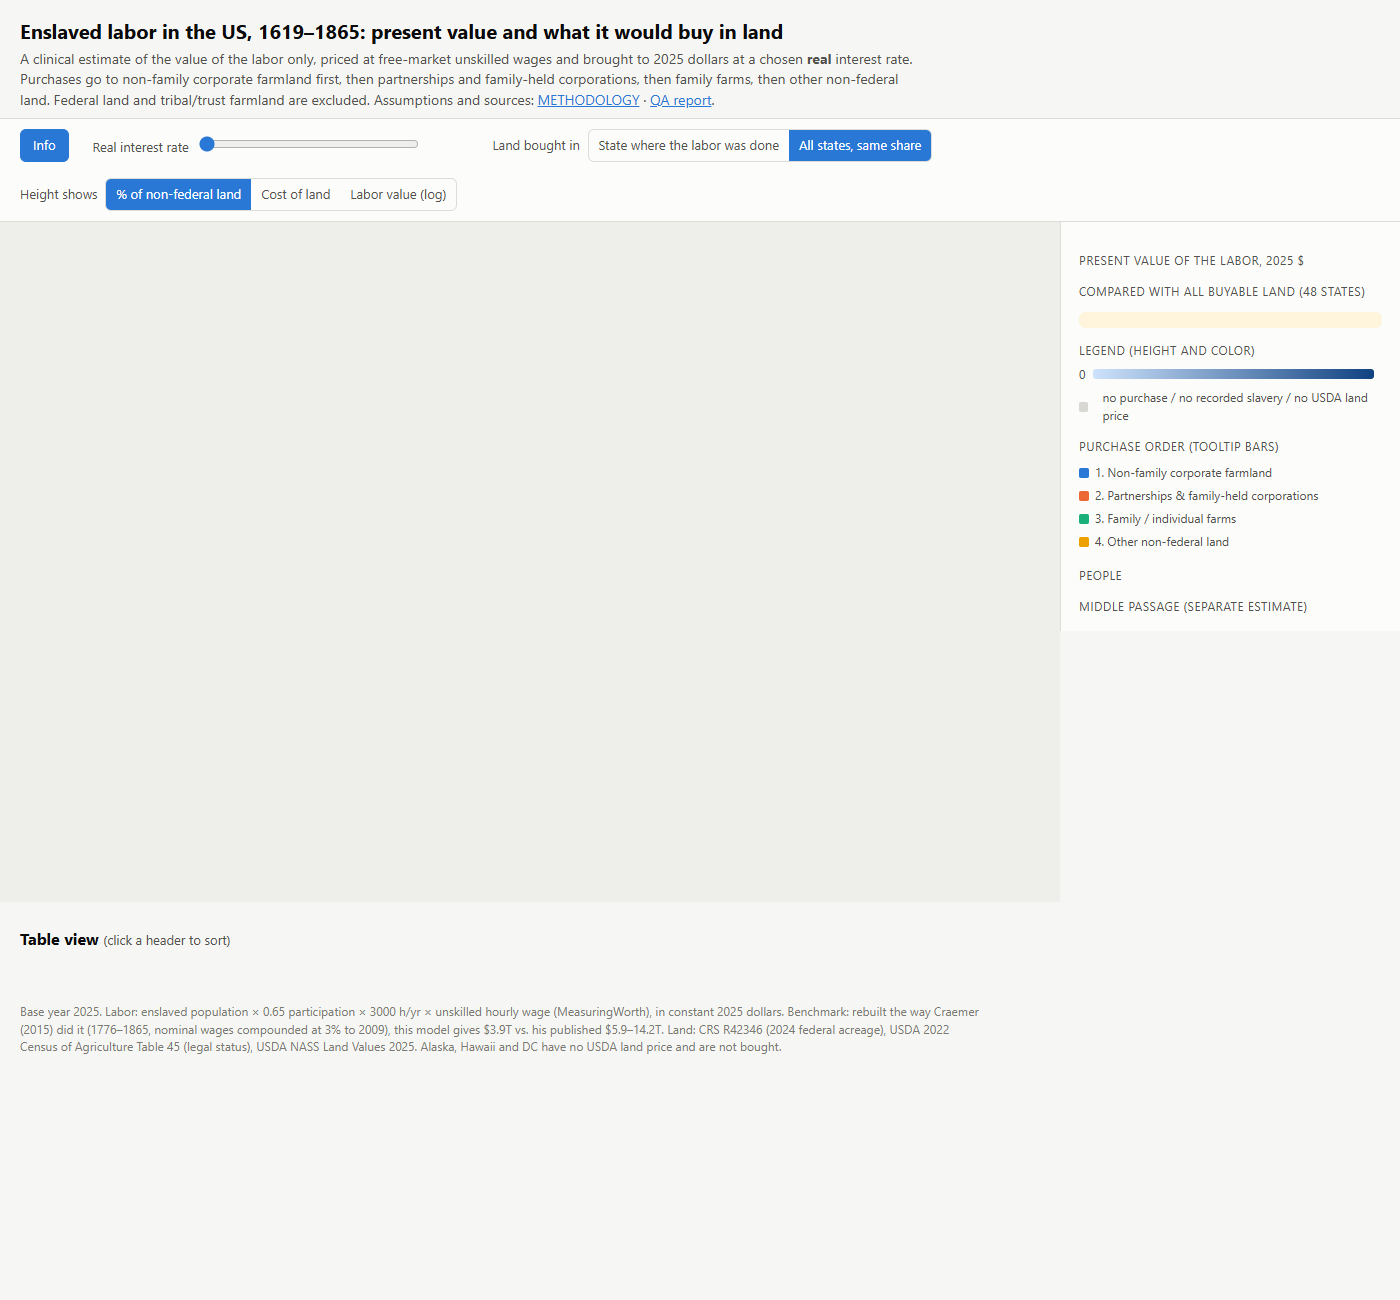 Enslaved labor in the US, 1619–1865: present value and what it would buy in land
A clinical estimate of the value of the labor only, priced at free-market unskilled wages and brought to 2025 dollars at a chosen real interest rate.
Purchases go to non-family corporate farmland first, then partnerships and family-held corporations, then family farms, then other non-federal
land. Federal land and tribal/trust farmland are excluded. Assumptions and sources: METHODOLOGY · QA report.
Info
Real interest rate
Land bought in
State where the labor was done
All states, same share
Height shows
% of non-federal land
Cost of land
Labor value (log)
PRESENT VALUE OF THE LABOR, 2025 $
COMPARED WITH ALL BUYABLE LAND (48 STATES)
LEGEND (HEIGHT AND COLOR)
0
no purchase / no recorded slavery / no USDA land
price
PURCHASE ORDER (TOOLTIP BARS)
1. Non-family corporate farmland
2. Partnerships & family-held corporations
3. Family / individual farms
4. Other non-federal land
PEOPLE
MIDDLE PASSAGE (SEPARATE ESTIMATE)
Table view (click a header to sort)
Base year 2025. Labor: enslaved population × 0.65 participation × 3000 h/yr × unskilled hourly wage (MeasuringWorth), in constant 2025 dollars. Benchmark: rebuilt the way Craemer
(2015) did it (1776–1865, nominal wages compounded at 3% to 2009), this model gives $3.9T vs. his published $5.9–14.2T. Land: CRS R42346 (2024 federal acreage), USDA 2022
Census of Agriculture Table 45 (legal status), USDA NASS Land Values 2025. Alaska, Hawaii and DC have no USDA land price and are not bought.